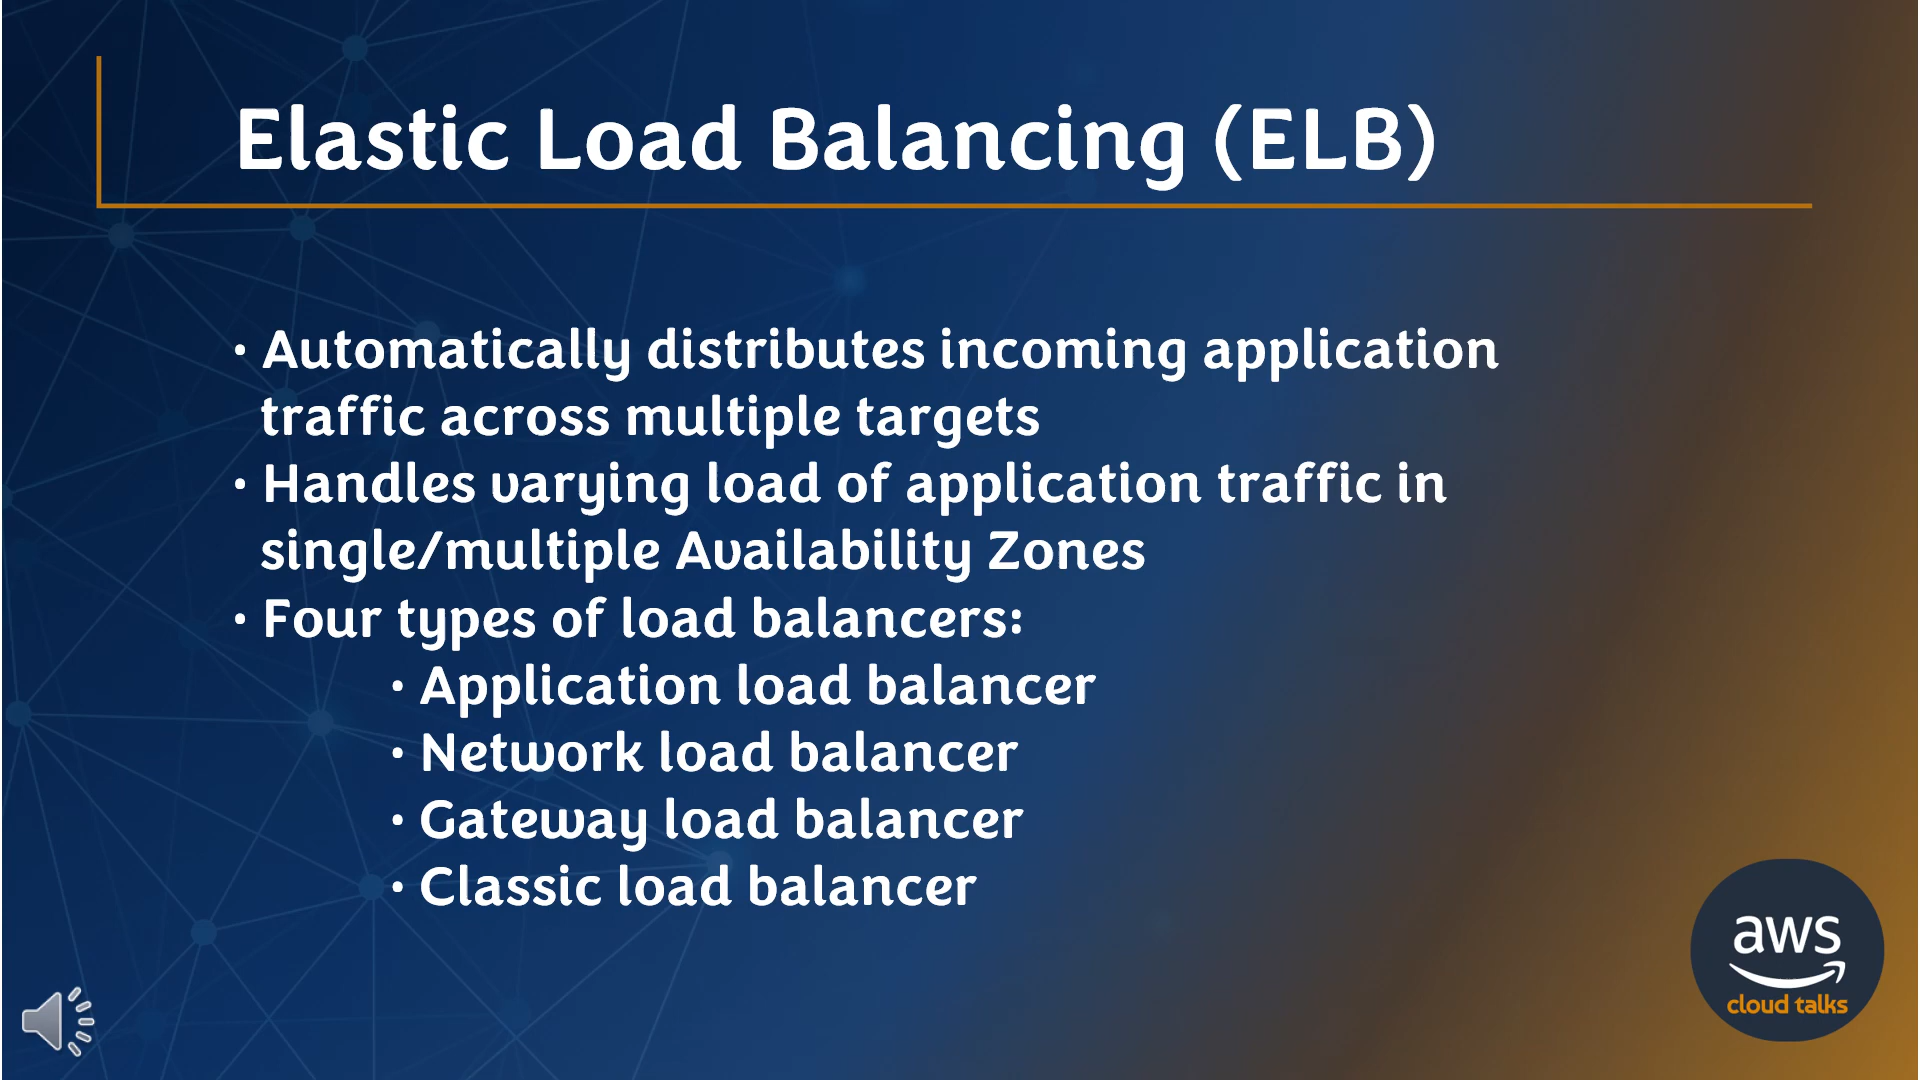 Elastic Load Balancing (ELB)
• Automatically distributes incoming application
traffic across multiple targets
• Handles varying load of application traffic in
single/multiple Availability Zones
• Four types of load balancers:
• Application load balancer
• Network load balancer
• Gateway load balancer
• Classic load balancer
aws
cloud talks